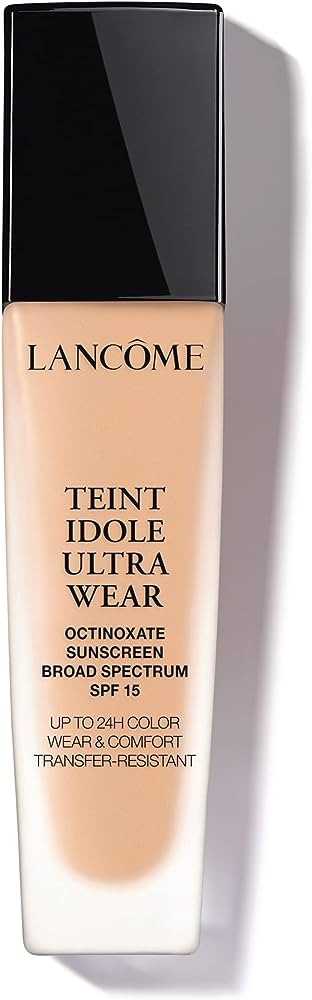 LANCÔME
TEINT
IDOLE
ULTRA
WEAR
OCTINOXATE
SUNSCREEN
BROAD SPECTRUM
SPF 15
UP TO 24H COLOR
WEAR & COMFORT
TRANSFER-RESISTANT